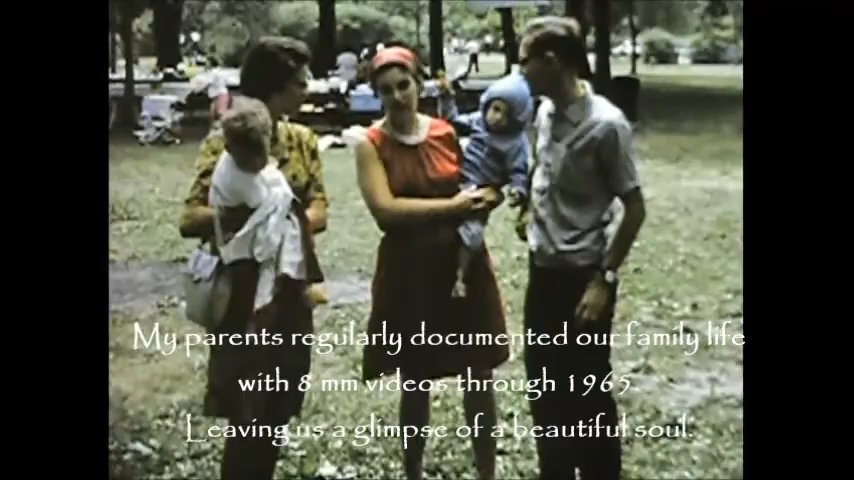 My parents regularly documented our family life
with 8 mm videos through 1965.
Leaving us a glimpse of a beautiful soul.